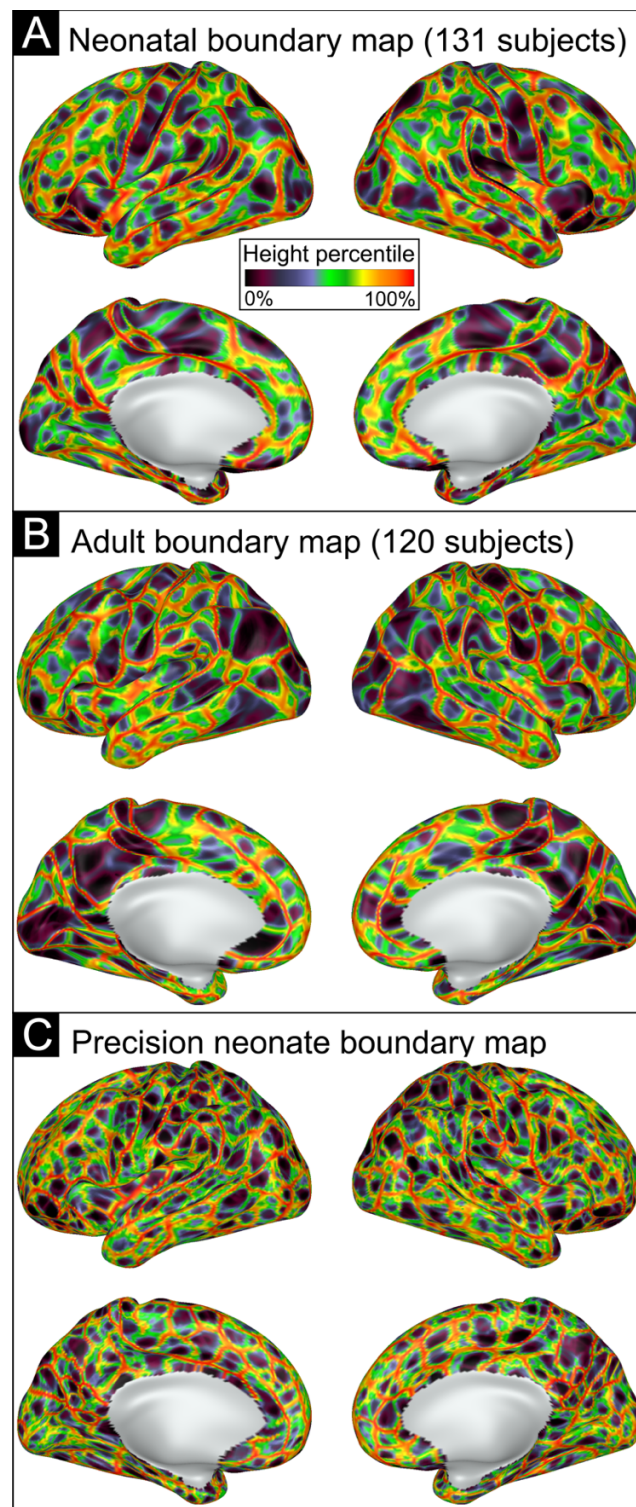 A Neonatal boundary map (131 subjects)
Height percentile
0% 100%
B Adult boundary map (120 subjects)
C Precision neonate boundary map